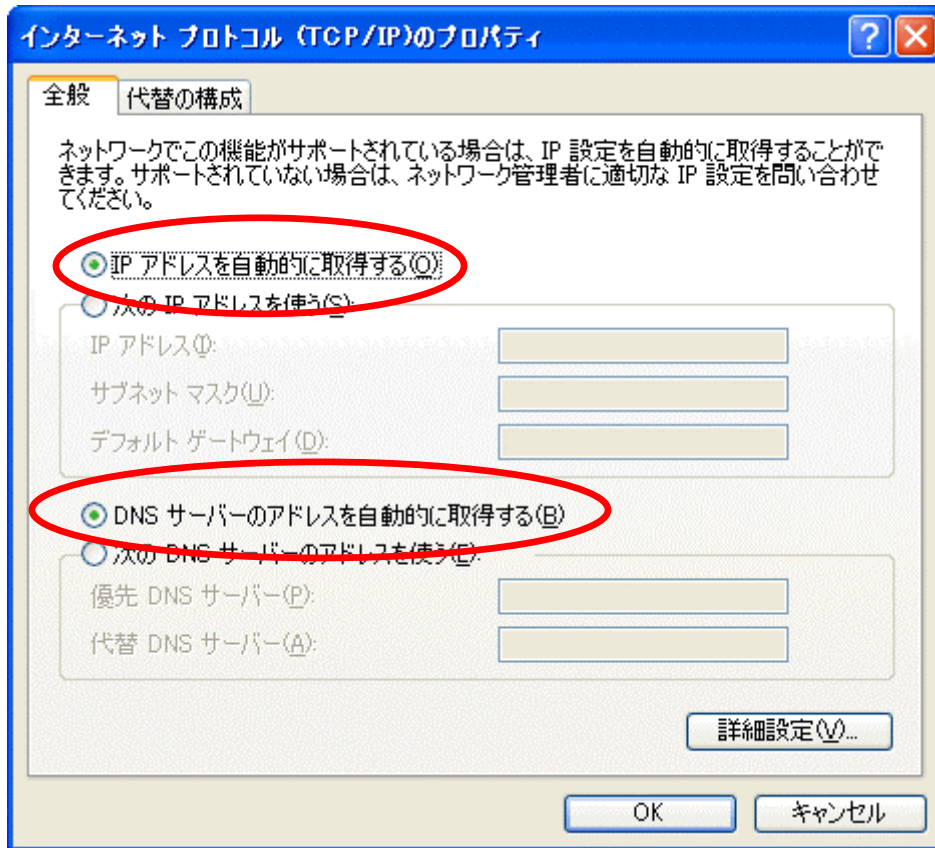 インターネット プロトコル (TCP/IP)のプロパティ
全般
代替の構成
ネットワークでこの機能がサポートされている場合は、IP 設定を自動的に取得することがで
きます。サポートされていない場合は、ネットワーク管理者に適切な IP 設定を問い合わせ
てください。
IP アドレスを自動的に取得する(O)
次の IP アドレスを使う(S):
IP アドレス(I):
サブネット マスク(U):
デフォルト ゲートウェイ(D):
DNS サーバーのアドレスを自動的に取得する(B)
次の DNS サーバーのアドレスを使う(E):
優先 DNS サーバー(P):
代替 DNS サーバー(A):
詳細設定(V)...
OK
キャンセル